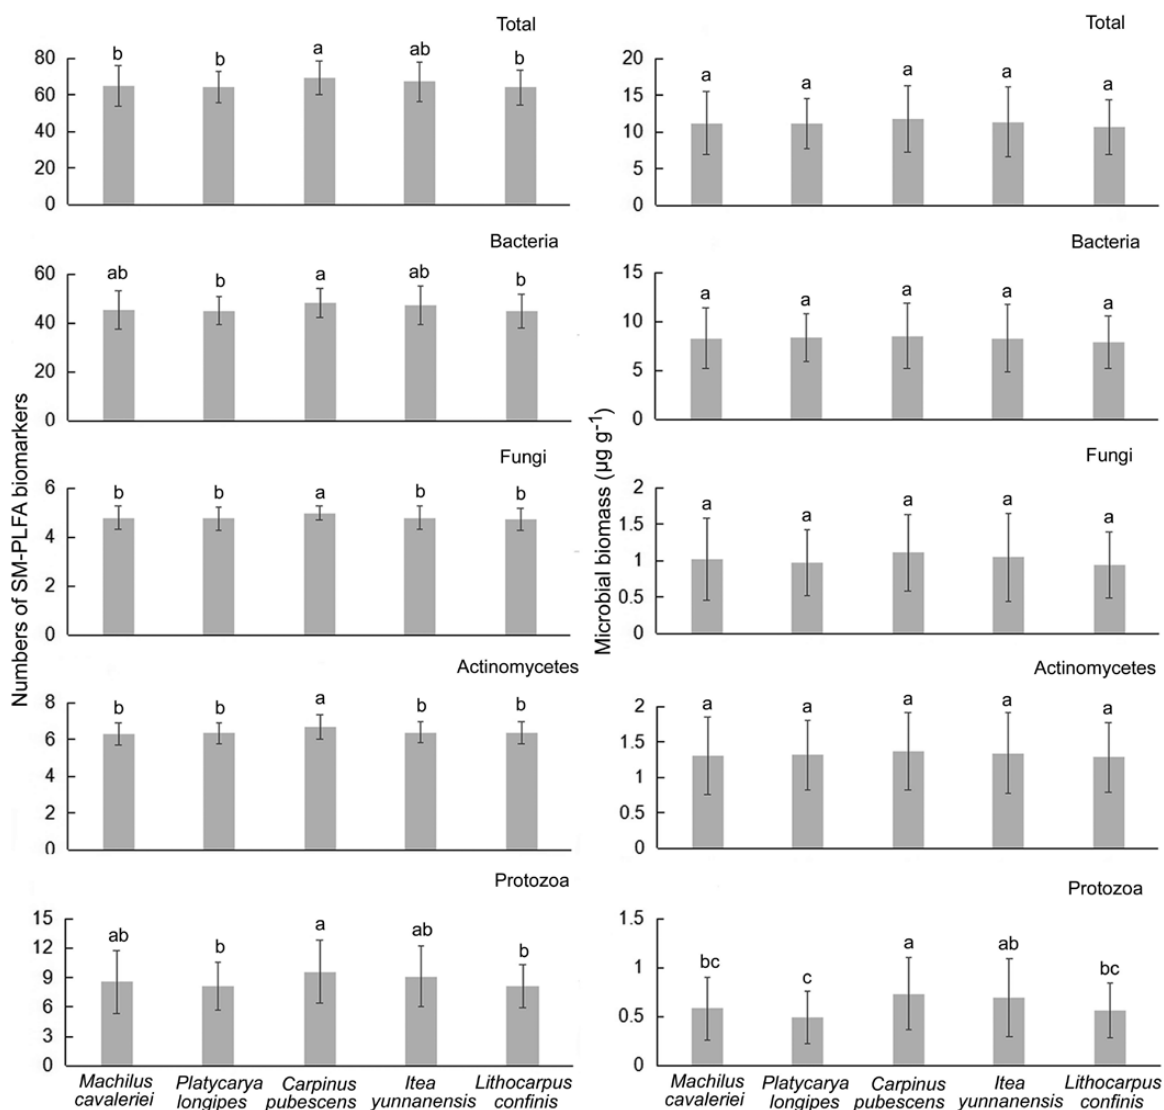 Total
b b a ab b
80
60
40
20
0
Bacteria
ab b a ab b
60
40
20
0
Fungi
b b a b b
6
4
2
0
Actinomycetes
b b a b b
8
6
4
2
0
Protozoa
ab b a ab b
15
12
9
6
3
0
Numbers of SM-PLFA biomarkers
Machilus Platycarya Carpinus Itea Lithocarpus
cavaleriei longipes pubescens yunnanensis confinis
Total
a a a a a
20
15
10
5
0
Bacteria
a a a a a
15
10
5
0
Fungi
a a a a a
2
1.5
1
0.5
0
Actinomycetes
a a a a a
2
1.5
1
0.5
0
Protozoa
bc c a ab bc
1.5
1
0.5
0
Microbial biomass (µg g⁻¹)
Machilus Platycarya Carpinus Itea Lithocarpus
cavaleriei longipes pubescens yunnanensis confinis